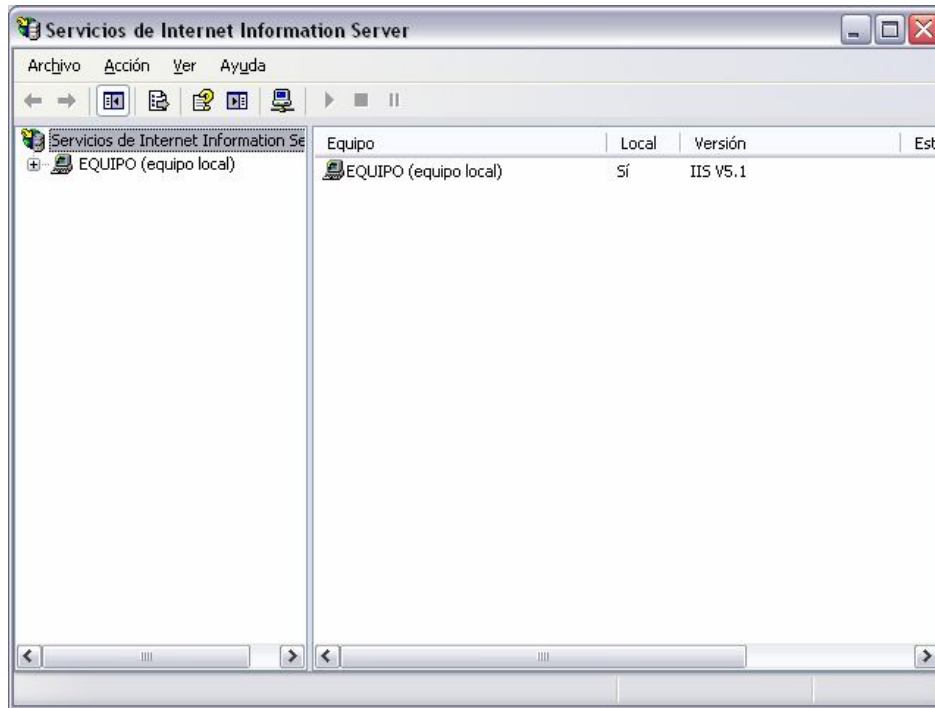 Servicios de Internet Information Server
Archivo Acción Ver Ayuda
Servicios de Internet Information Se
EQUIPO (equipo local)
Equipo Local Versión Est
EQUIPO (equipo local) Sí IIS V5.1